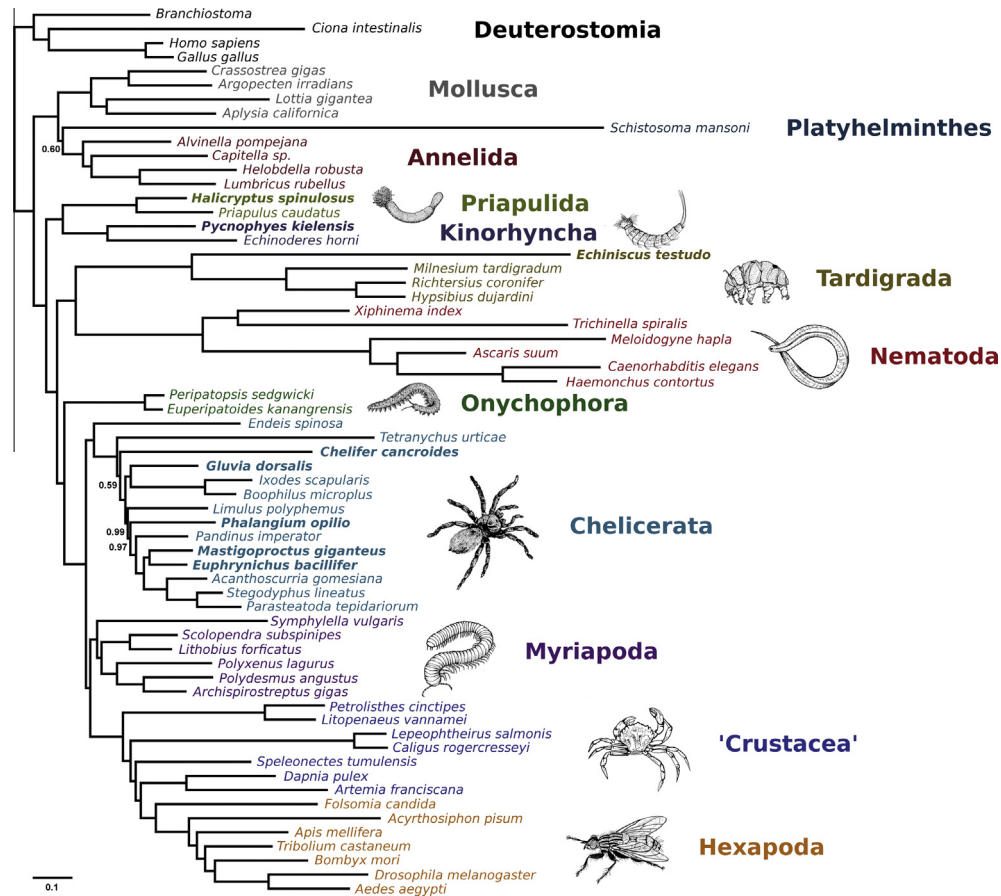 Branchiostoma
Ciona intestinalis
Deuterostomia
Homo sapiens
Gallus gallus
Crassostrea gigas
Argopecten irradians
Mollusca
Lottia gigantea
Aplysia californica
Schistosoma mansoni
Platyhelminthes
0.60
Alvinella pompejana
Capitella sp.
Annelida
Helobdella robusta
Lumbricus rubellus
Halicryptus spinulosus
Priapulida
Priapulus caudatus
Pycnophyes kielensis
Kinorhyncha
Echinoderes horni
Echiniscus testudo
Milnesium tardigradum
Tardigrada
Richtersius coronifer
Hypsibius dujardini
Xiphinema index
Trichinella spiralis
Meloidogyne hapla
Ascaris suum
Nematoda
Caenorhabditis elegans
Haemonchus contortus
Peripatopsis sedgwicki
Onychophora
Euperipatoides kanangrensis
Endeis spinosa
Tetranychus urticae
Chelifer cancroides
Gluvia dorsalis
0.59
Ixodes scapularis
Boophilus microplus
Limulus polyphemus
Phalangium opilio
Chelicerata
0.99
Pandinus imperator
0.97
Mastigoproctus giganteus
Euphrynichus bacillifer
Acanthoscurria gomesiana
Stegodyphus lineatus
Parasteatoda tepidariorum
Symphylella vulgaris
Scolopendra subspinipes
Lithobius forficatus
Myriapoda
Polyxenus lagurus
Polydesmus angustus
Archispirostreptus gigas
Petrolisthes cinctipes
Litopenaeus vannamei
Lepeophtheirus salmonis
'Crustacea'
Caligus rogercresseyi
Speleonectes tumulensis
Dapnia pulex
Artemia franciscana
Folsomia candida
Acyrthosiphon pisum
Apis mellifera
Tribolium castaneum
Hexapoda
Bombyx mori
Drosophila melanogaster
Aedes aegypti
0.1